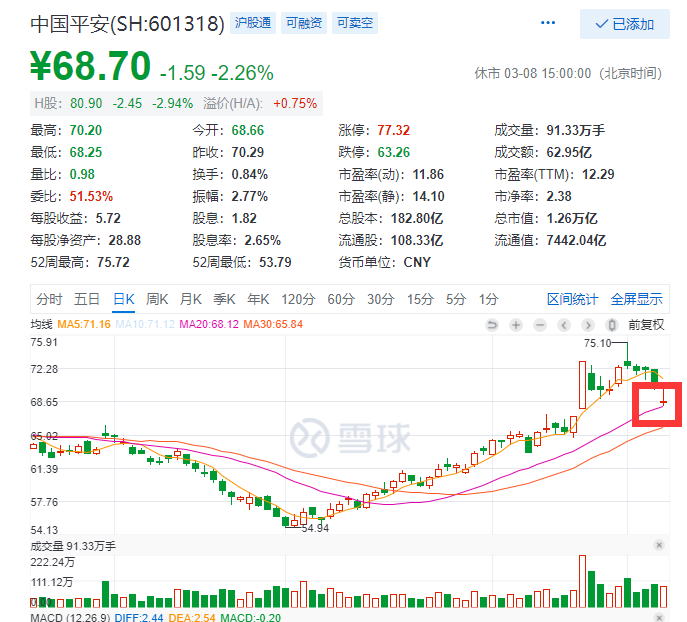 中国平安(SH:601318) 沪股通 可融资 可卖空 ... 已添加
¥68.70 -1.59 -2.26% 休市 03-08 15:00:00 (北京时间)
H股: 80.90 -2.45 -2.94% 溢价(H/A): +0.75%
最高: 70.20 今开: 68.66 涨停: 77.32 成交量: 91.33万手
最低: 68.25 昨收: 70.29 跌停: 63.26 成交额: 62.95亿
量比: 0.98 换手: 0.84% 市盈率(动): 11.86 市盈率(TTM): 12.29
委比: 51.53% 振幅: 2.77% 市盈率(静): 14.10 市净率: 2.38
每股收益: 5.72 股息: 1.82 总股本: 182.80亿 总市值: 1.26万亿
每股净资产: 28.88 股息率: 2.65% 流通股: 108.33亿 流通值: 7442.04亿
52周最高: 75.72 52周最低: 53.79 货币单位: CNY
分时 五日 日K 周K 月K 季K 年K 120分 60分 30分 15分 5分 1分 区间统计 全屏显示
均线 MA5:71.16 MA10:71.12 MA20:68.12 MA30:65.84 前复权
75.91
75.10
72.28
68.65
65.02
雪球
61.39
57.76
54.94
54.13
成交量 91.33万手
222.24万
111.12万
MACD (12,26,9) DIFF:2.44 DEA:2.54 MACD:-0.20